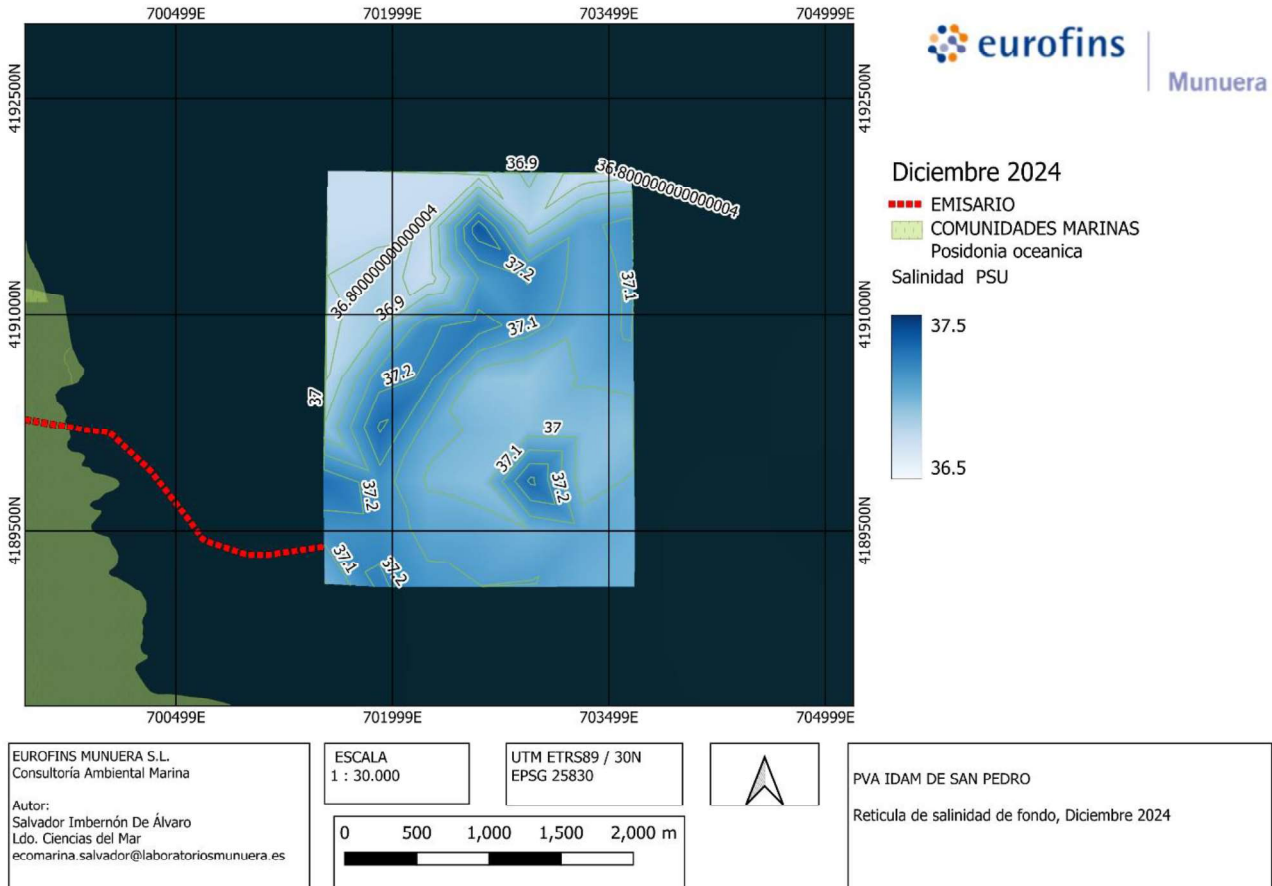 700499E
701999E
703499E
704999E
4192500N
4191000N
4189500N
4192500N
4191000N
4189500N
36.9
36.800000000000004
36.800000000000004
37.2
37.1
36.9
37.1
37.2
37
37
37.1
37.2
37.2
37.1
37.2
700499E
701999E
703499E
704999E
eurofins
Munuera
Diciembre 2024
EMISARIO
COMUNIDADES MARINAS
Posidonia oceanica
Salinidad PSU
37.5
36.5
EUROFINS MUNUERA S.L.
Consultoría Ambiental Marina
Autor:
Salvador Imbernón De Álvaro
Ldo. Ciencias del Mar
ecomarina.salvador@laboratoriosmunuera.es
ESCALA
1 : 30.000
UTM ETRS89 / 30N
EPSG 25830
0 500 1,000 1,500 2,000 m
PVA IDAM DE SAN PEDRO
Reticula de salinidad de fondo, Diciembre 2024